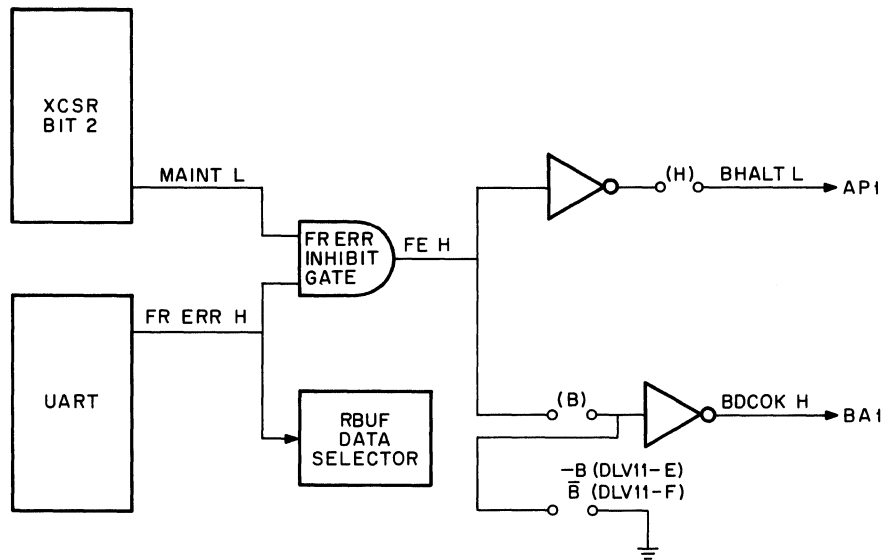 XCSR
BIT 2
MAINT L
FR ERR
INHIBIT
GATE
FE H
(H)
BHALT L
AP1
UART
FR ERR H
RBUF
DATA
SELECTOR
(B)
BDCOK H
BA1
-B (DLV11-E)
B̅ (DLV11-F)